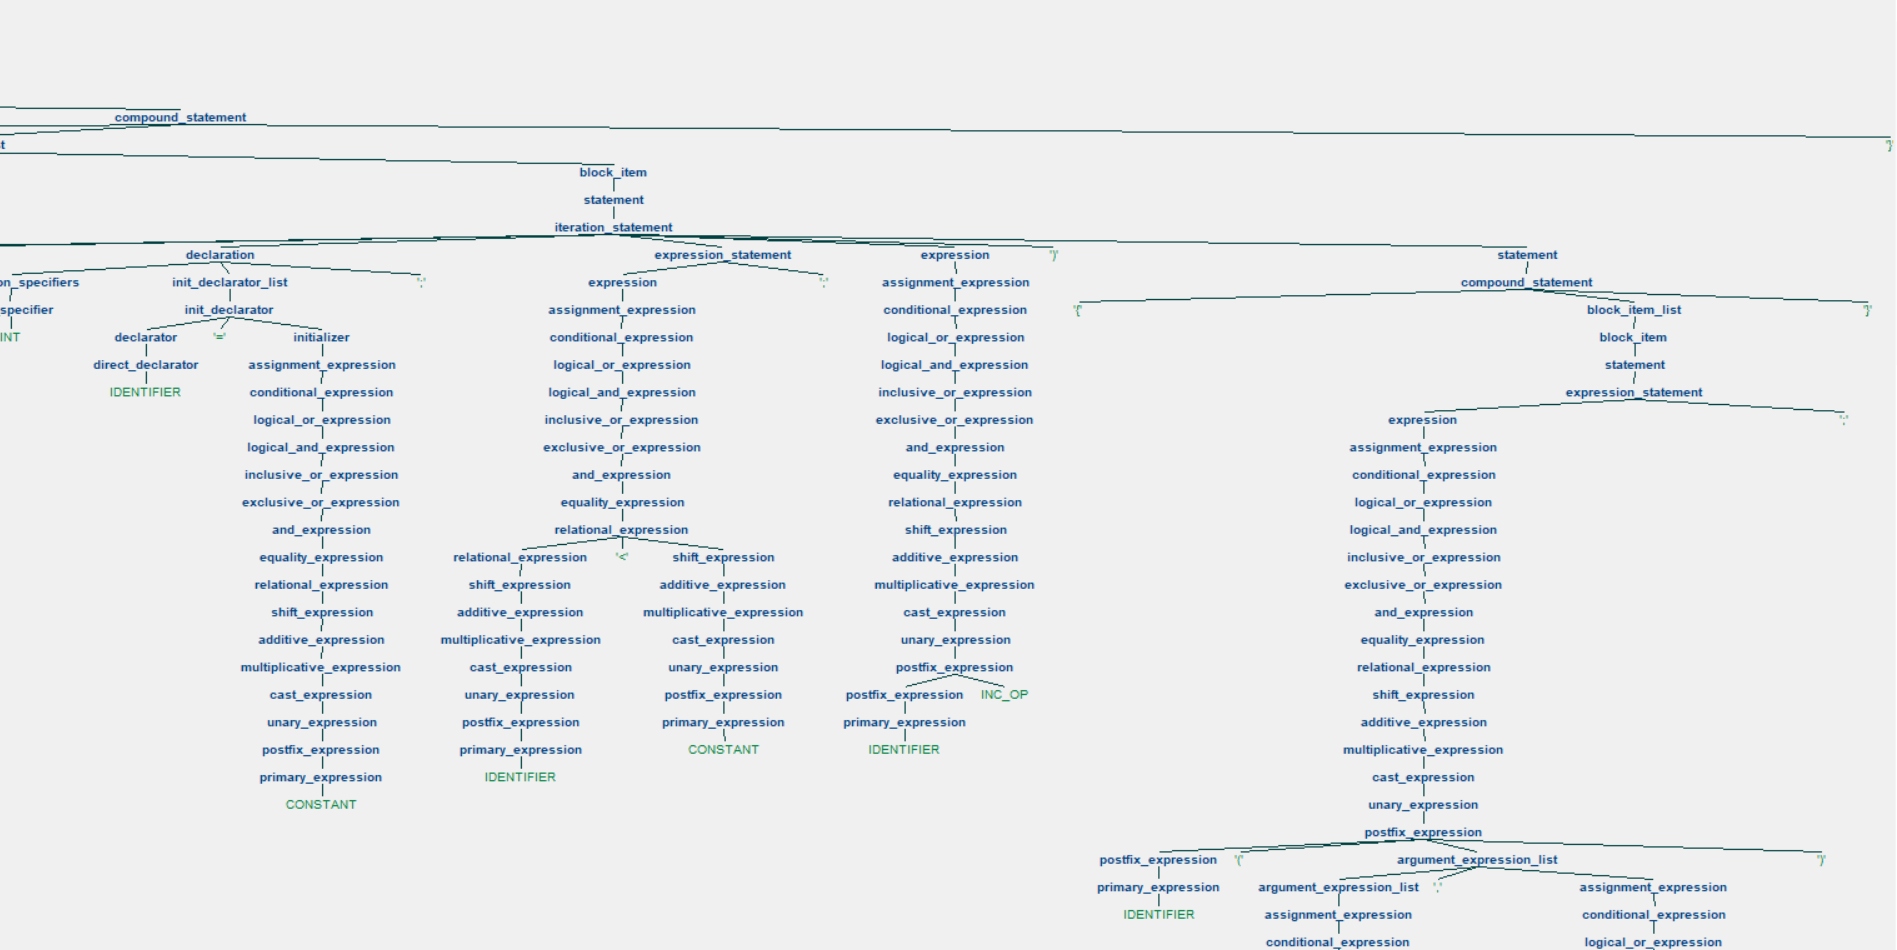 compound_statement
't '}'
block_item
statement
iteration_statement
declaration expression_statement expression ')' statement
on_specifiers init_declarator_list ';' expression ';' assignment_expression compound_statement
specifier init_declarator assignment_expression conditional_expression '{' block_item_list '}'
INT declarator '=' initializer conditional_expression logical_or_expression block_item
direct_declarator assignment_expression logical_or_expression logical_and_expression statement
IDENTIFIER conditional_expression logical_and_expression inclusive_or_expression expression_statement
logical_or_expression inclusive_or_expression exclusive_or_expression expression ';'
logical_and_expression exclusive_or_expression and_expression assignment_expression
inclusive_or_expression and_expression equality_expression conditional_expression
exclusive_or_expression equality_expression relational_expression logical_or_expression
and_expression relational_expression shift_expression logical_and_expression
equality_expression relational_expression '<' shift_expression additive_expression inclusive_or_expression
relational_expression shift_expression additive_expression multiplicative_expression exclusive_or_expression
shift_expression additive_expression multiplicative_expression cast_expression and_expression
additive_expression multiplicative_expression cast_expression unary_expression equality_expression
multiplicative_expression cast_expression unary_expression postfix_expression relational_expression
cast_expression unary_expression postfix_expression postfix_expression INC_OP shift_expression
unary_expression postfix_expression primary_expression primary_expression additive_expression
postfix_expression primary_expression CONSTANT IDENTIFIER multiplicative_expression
primary_expression IDENTIFIER cast_expression
CONSTANT unary_expression
postfix_expression
postfix_expression '(' argument_expression_list ')'
primary_expression argument_expression_list ',' assignment_expression
IDENTIFIER assignment_expression conditional_expression
conditional_expression logical_or_expression